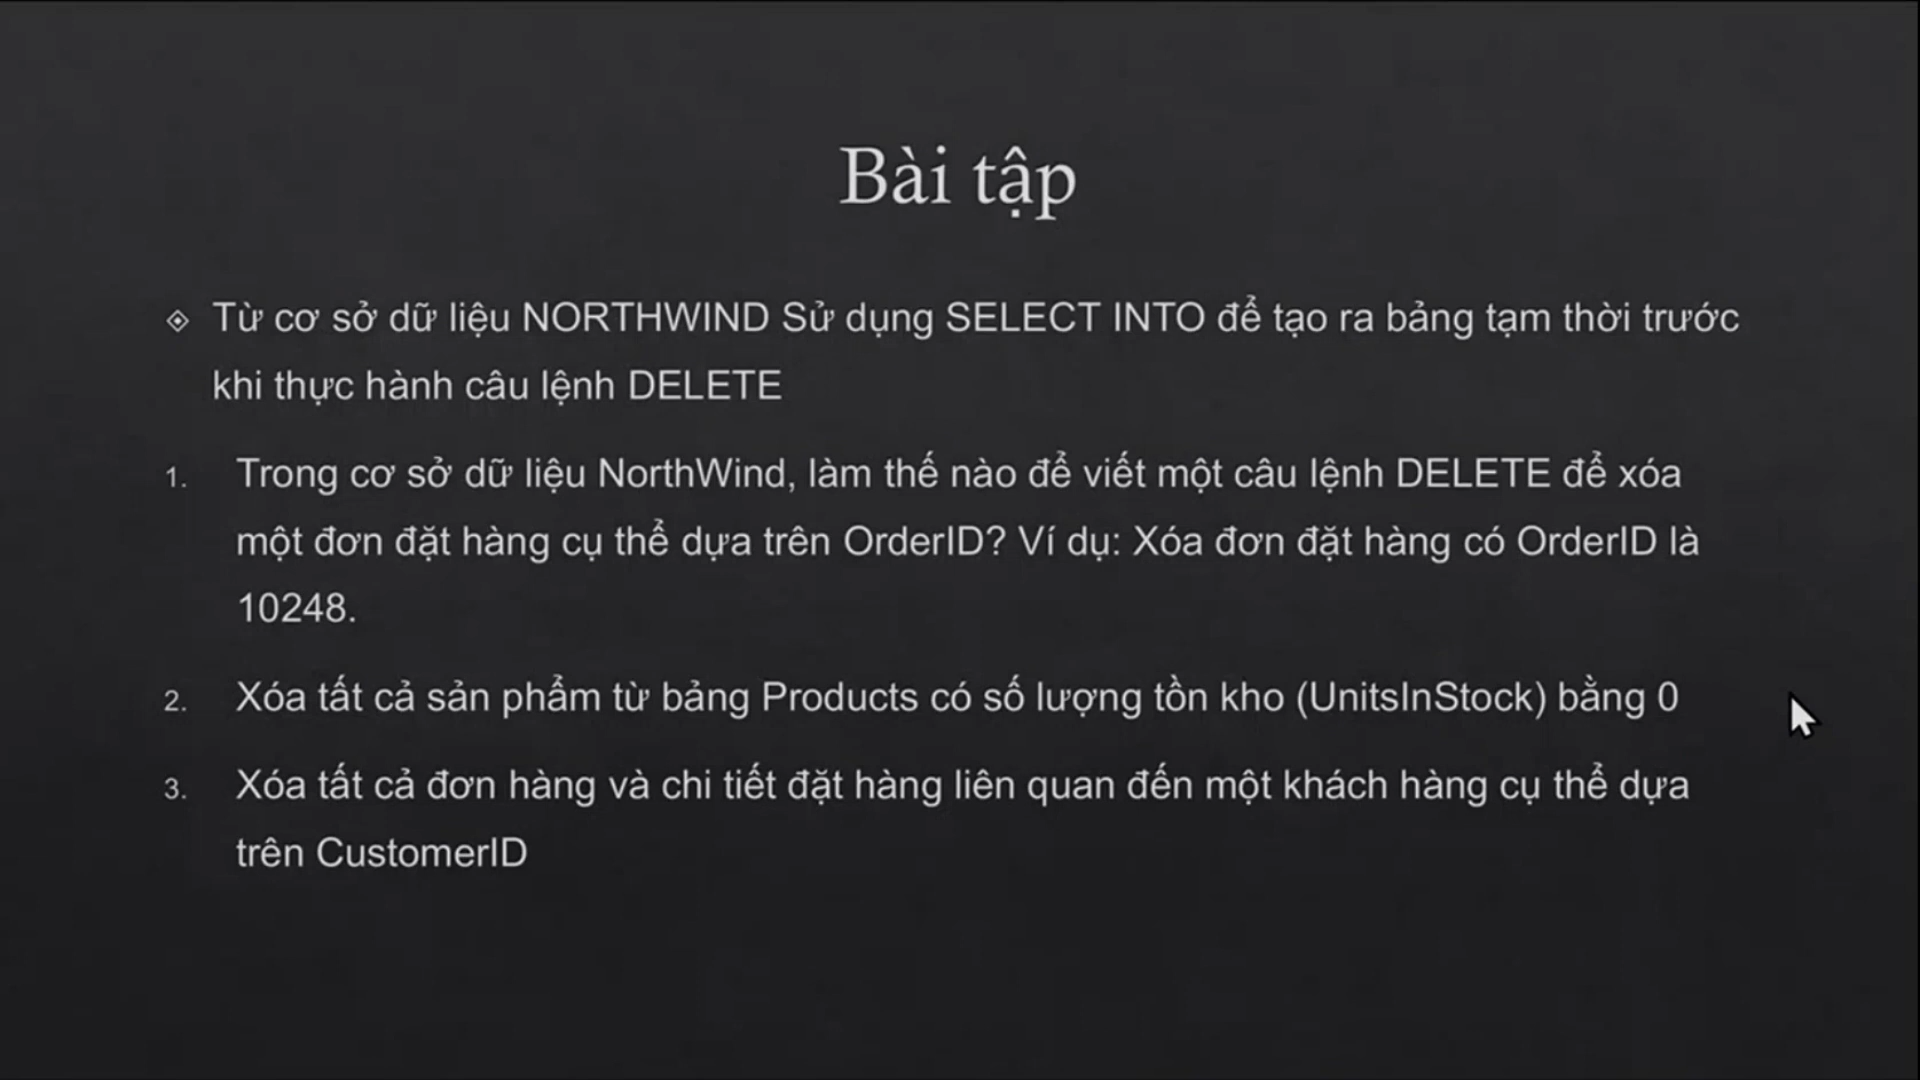 Bài tập
Từ cơ sở dữ liệu NORTHWIND Sử dụng SELECT INTO để tạo ra bảng tạm thời trước
khi thực hành câu lệnh DELETE
1. Trong cơ sở dữ liệu NorthWind, làm thế nào để viết một câu lệnh DELETE để xóa
một đơn đặt hàng cụ thể dựa trên OrderID? Ví dụ: Xóa đơn đặt hàng có OrderID là
10248.
2. Xóa tất cả sản phẩm từ bảng Products có số lượng tồn kho (UnitsInStock) bằng 0
3. Xóa tất cả đơn hàng và chi tiết đặt hàng liên quan đến một khách hàng cụ thể dựa
trên CustomerID